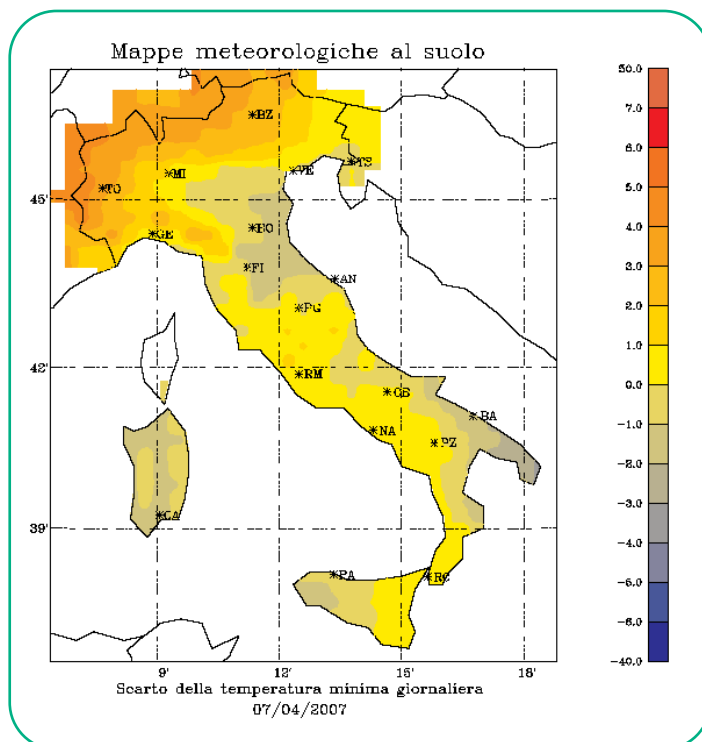 Mappe meteorologiche al suolo
50.0
7.0
6.0
5.0
4.0
3.0
2.0
1.0
0.0
-1.0
-2.0
-3.0
-4.0
-6.0
-8.0
-40.0
45'
42'
39'
BZ
MI
VE
TS
TO
GE
BO
FI
AN
PG
RM
CB
BA
NA
PZ
CA
PA
RC
9'
12'
15'
18'
Scarto della temperatura minima giornaliera
07/04/2007